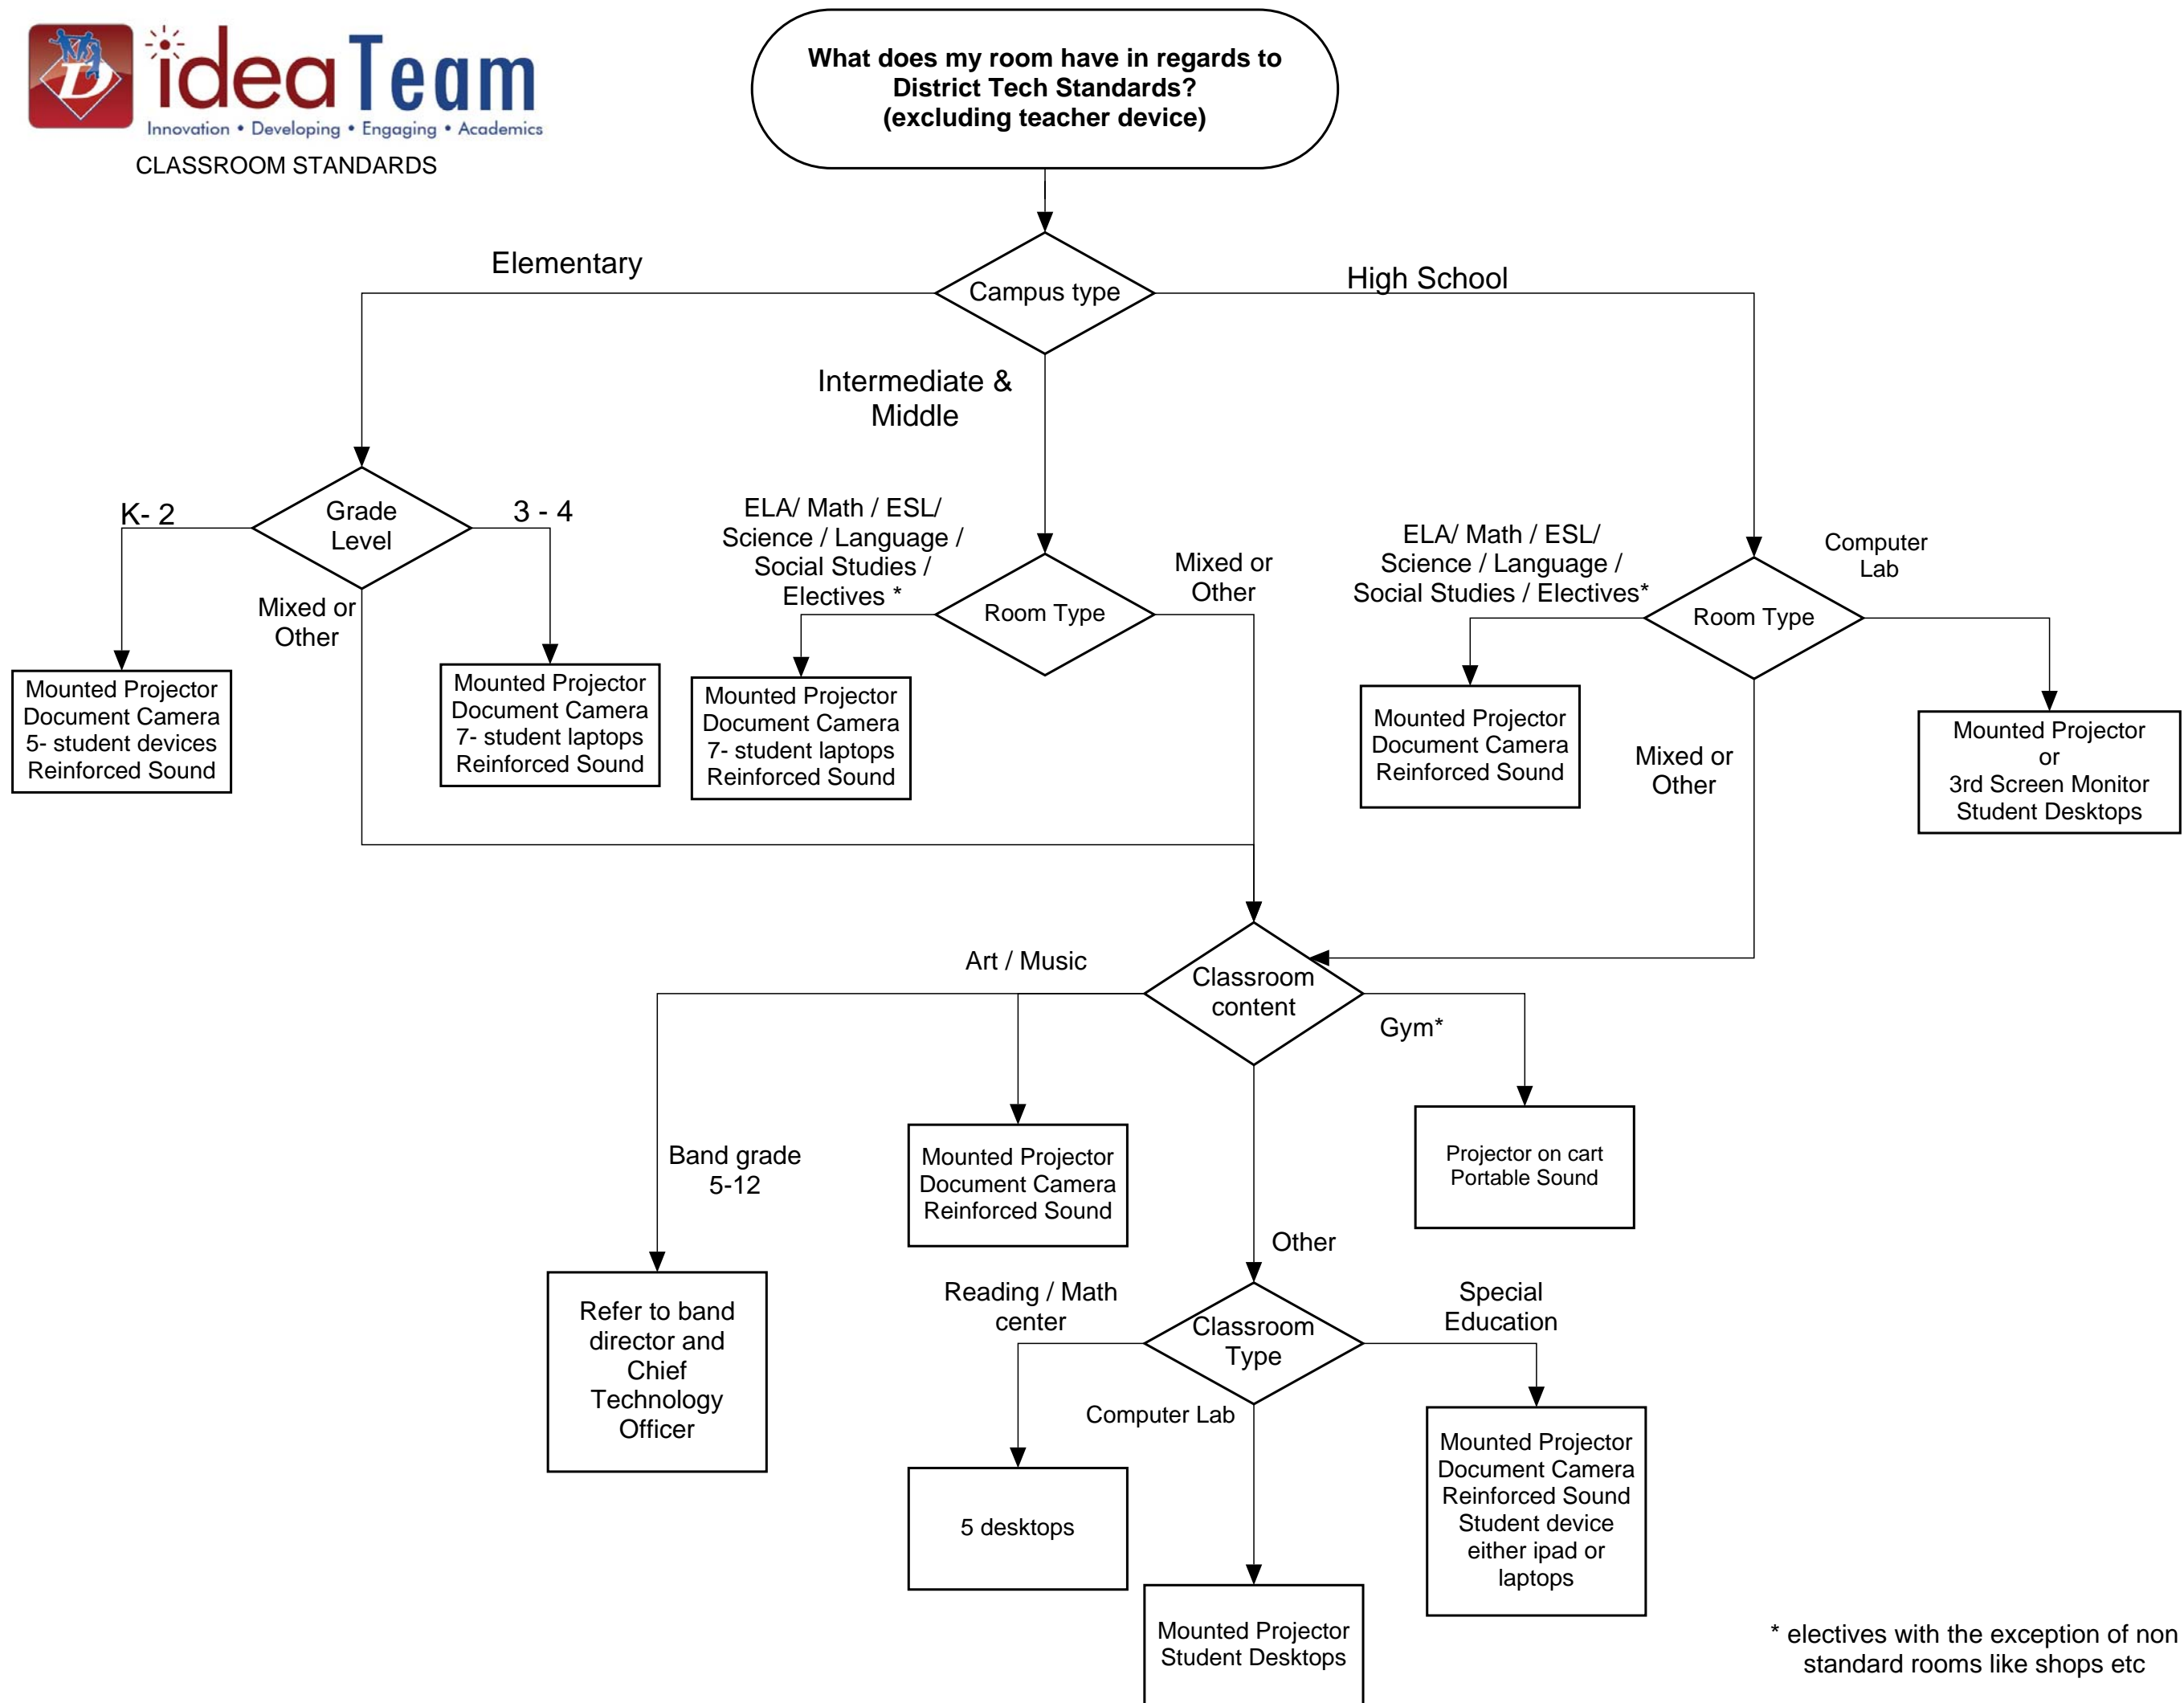 D
ideaTeam
Innovation • Developing • Engaging • Academics
CLASSROOM STANDARDS
What does my room have in regards to
District Tech Standards?
(excluding teacher device)
Campus type
Elementary
High School
Intermediate &
Middle
Grade
Level
K- 2
3 - 4
Mixed or
Other
Mounted Projector
Document Camera
5- student devices
Reinforced Sound
Mounted Projector
Document Camera
7- student laptops
Reinforced Sound
ELA/ Math / ESL/
Science / Language /
Social Studies /
Electives *
Room Type
Mixed or
Other
Mounted Projector
Document Camera
7- student laptops
Reinforced Sound
ELA/ Math / ESL/
Science / Language /
Social Studies / Electives*
Room Type
Computer
Lab
Mounted Projector
Document Camera
Reinforced Sound
Mixed or
Other
Mounted Projector
or
3rd Screen Monitor
Student Desktops
Classroom
content
Art / Music
Gym*
Band grade
5-12
Mounted Projector
Document Camera
Reinforced Sound
Projector on cart
Portable Sound
Other
Refer to band
director and
Chief
Technology
Officer
Reading / Math
center
Classroom
Type
Special
Education
Computer Lab
5 desktops
Mounted Projector
Student Desktops
Mounted Projector
Document Camera
Reinforced Sound
Student device
either ipad or
laptops
* electives with the exception of non
standard rooms like shops etc